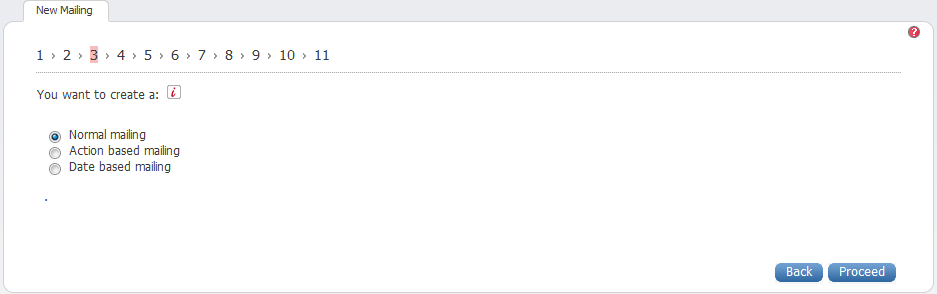 New Mailing
?
1 › 2 › 3 › 4 › 5 › 6 › 7 › 8 › 9 › 10 › 11
You want to create a: i
Normal mailing
Action based mailing
Date based mailing
.
Back Proceed